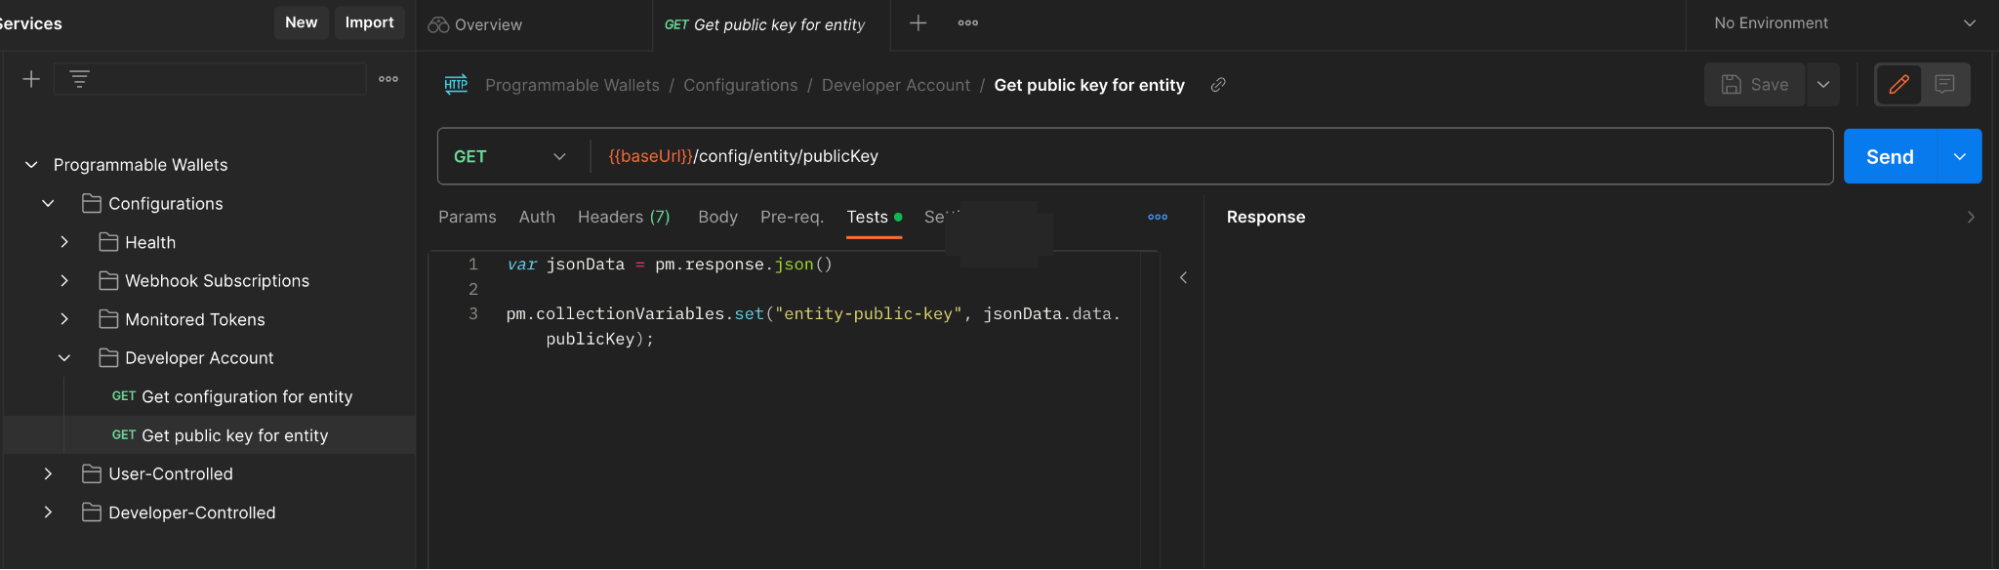 Services
New
Import
Overview
GET Get public key for entity
No Environment
Programmable Wallets / Configurations / Developer Account / Get public key for entity
Save
Programmable Wallets
Configurations
Health
Webhook Subscriptions
Monitored Tokens
Developer Account
GET Get configuration for entity
GET Get public key for entity
User-Controlled
Developer-Controlled
GET
{{baseUrl}}/config/entity/publicKey
Send
Params Auth Headers (7) Body Pre-req. Tests
Response
1 var jsonData = pm.response.json()
2
3 pm.collectionVariables.set("entity-public-key", jsonData.data.
publicKey);